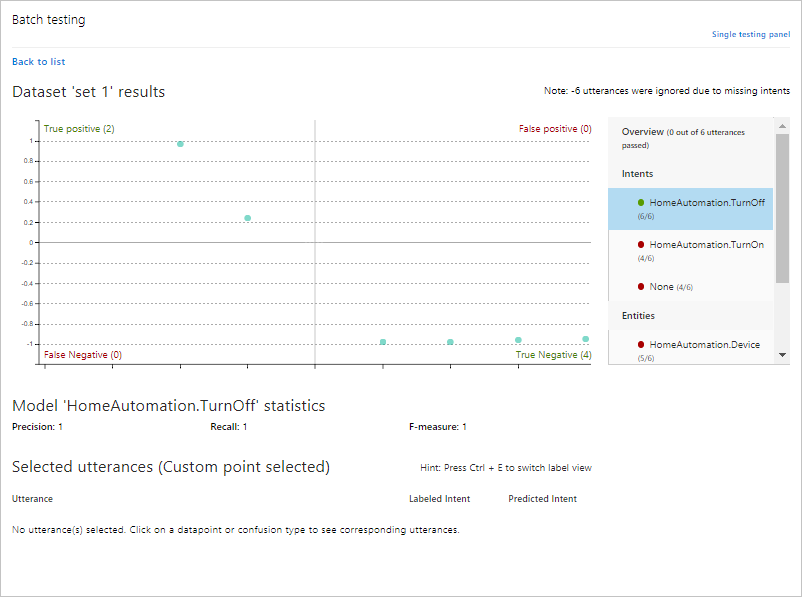 Batch testing
Single testing panel
Back to list
Dataset 'set 1' results
Note: -6 utterances were ignored due to missing intents
True positive (2)
False positive (0)
1
0.8
0.6
0.4
0.2
0
-0.2
-0.4
-0.6
-0.8
-1
False Negative (0)
True Negative (4)
Overview (0 out of 6 utterances
passed)
Intents
HomeAutomation.TurnOff
(6/6)
HomeAutomation.TurnOn
(4/6)
None (4/6)
Entities
HomeAutomation.Device
(5/6)
Model 'HomeAutomation.TurnOff' statistics
Precision: 1
Recall: 1
F-measure: 1
Selected utterances (Custom point selected)
Hint: Press Ctrl + E to switch label view
Utterance
Labeled Intent
Predicted Intent
No utterance(s) selected. Click on a datapoint or confusion type to see corresponding utterances.